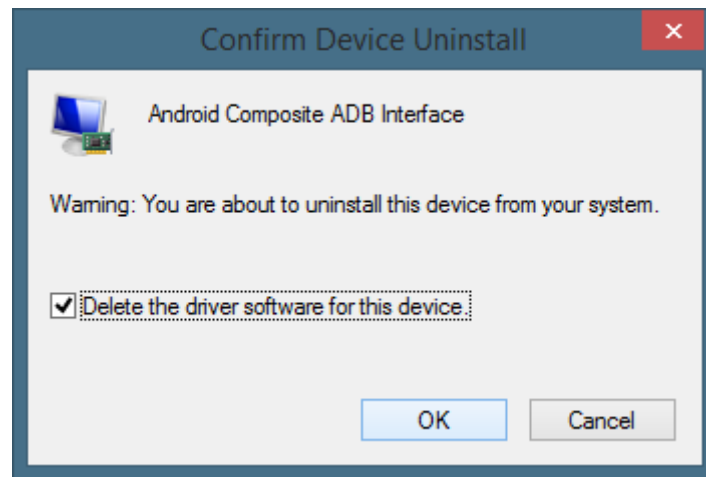 Confirm Device Uninstall
Android Composite ADB Interface
Warning: You are about to uninstall this device from your system.
Delete the driver software for this device.
OK
Cancel